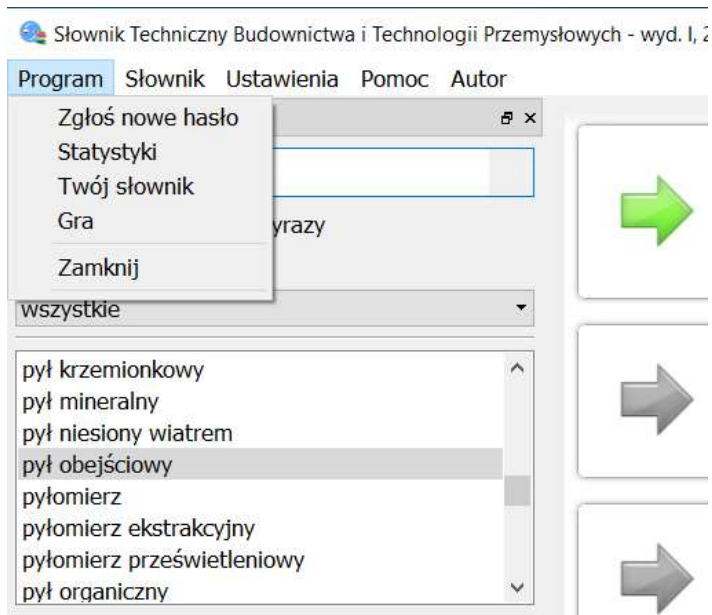 Słownik Techniczny Budownictwa i Technologii Przemysłowych - wyd. I, 2
Program Słownik Ustawienia Pomoc Autor
Zgłoś nowe hasło
Statystyki
Twój słownik
Gra
Zamknij
yrazy
wszystkie
pył krzemionkowy
pył mineralny
pył niesiony wiatrem
pył obejściowy
pyłomierz
pyłomierz ekstrakcyjny
pyłomierz prześwietleniowy
pył organiczny